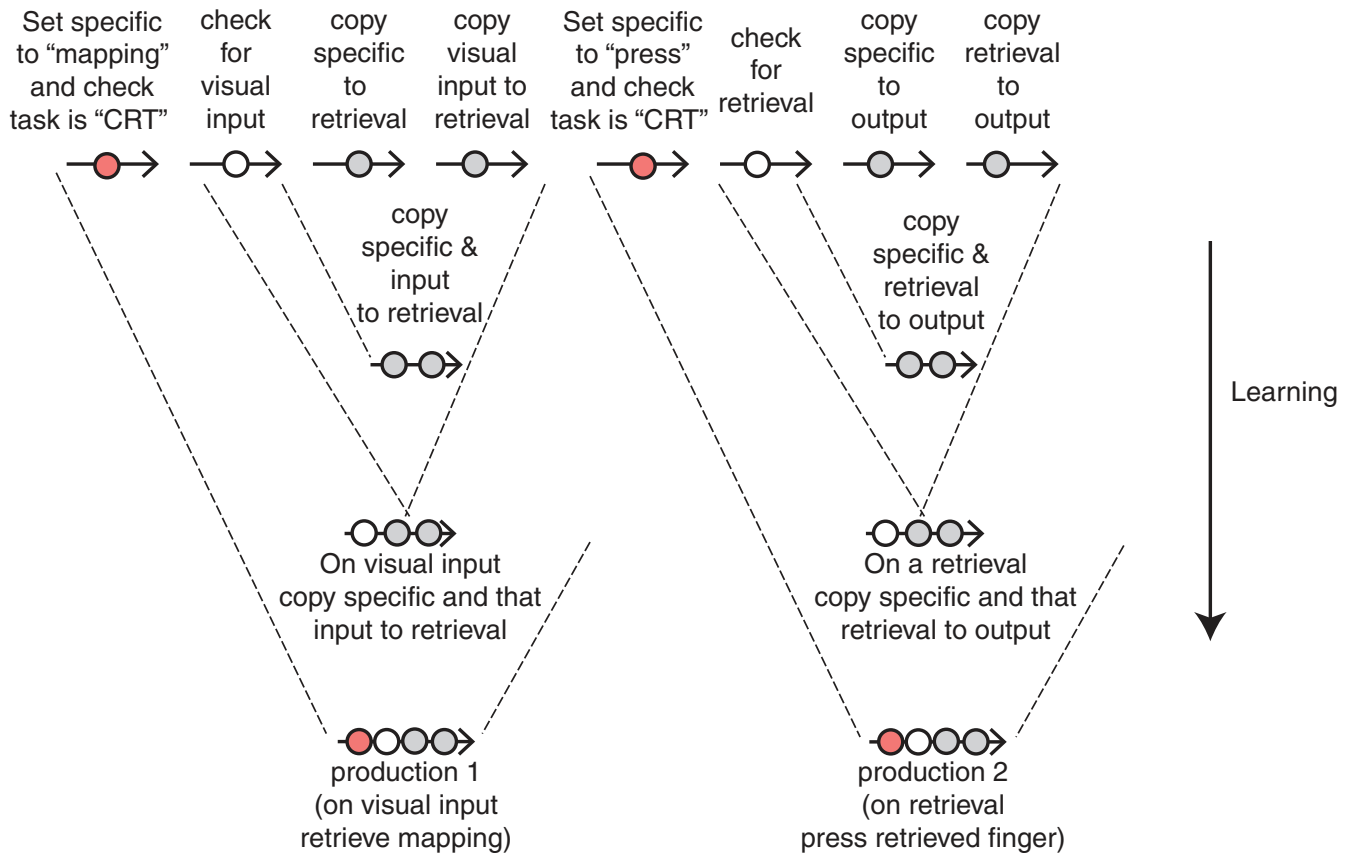 Set specific
to “mapping”
and check
task is “CRT”
check
for
visual
input
copy
specific
to
retrieval
copy
visual
input to
retrieval
Set specific
to “press”
and check
task is “CRT”
check
for
retrieval
copy
specific
to
output
copy
retrieval
to
output
copy
specific &
input
to retrieval
copy
specific &
retrieval
to output
Learning
On visual input
copy specific and that
input to retrieval
On a retrieval
copy specific and that
retrieval to output
production 1
(on visual input
retrieve mapping)
production 2
(on retrieval
press retrieved finger)